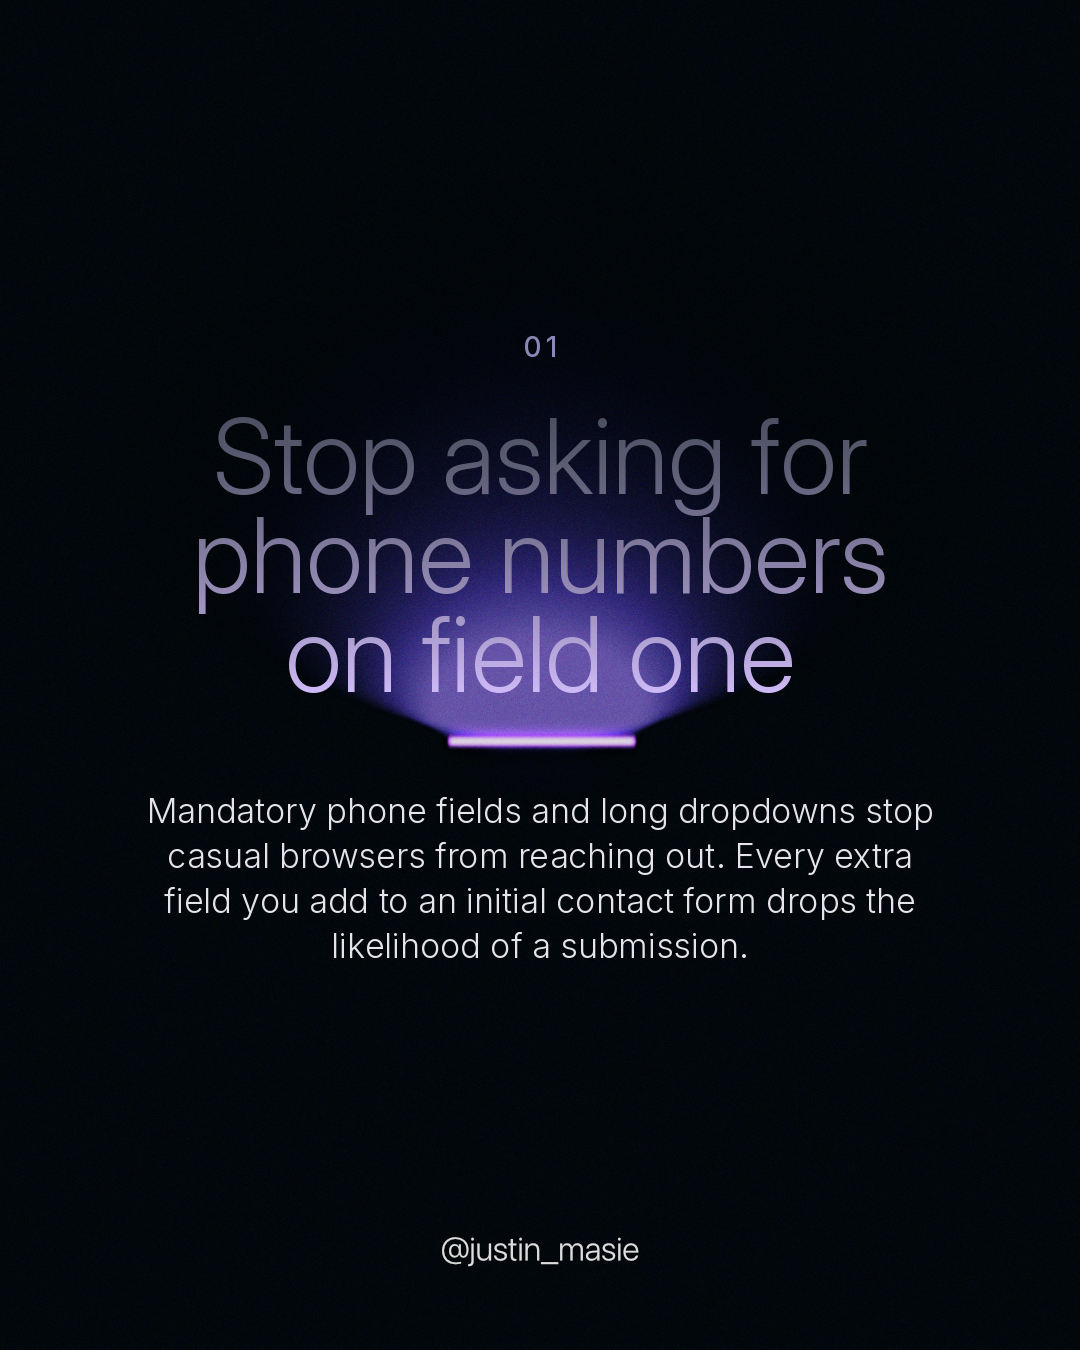 01
Stop asking for
phone numbers
on field one
Mandatory phone fields and long dropdowns stop
casual browsers from reaching out. Every extra
field you add to an initial contact form drops the
likelihood of a submission.
@justin_masie